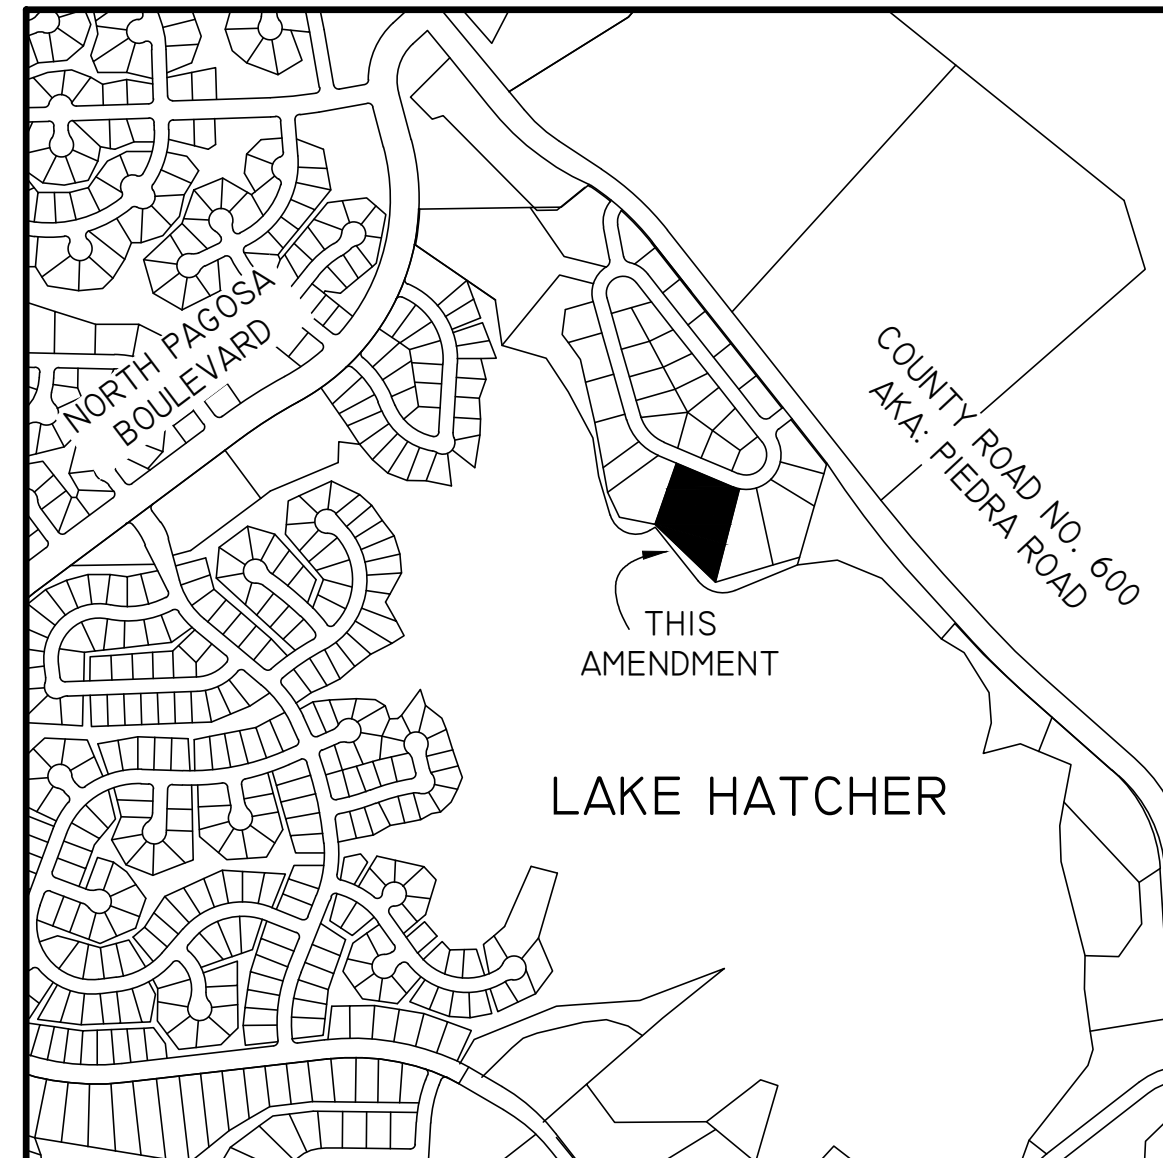 NORTH PAGOSA
BOULEVARD
COUNTY ROAD NO. 600
AKA: PIEDRA ROAD
THIS
AMENDMENT
LAKE HATCHER